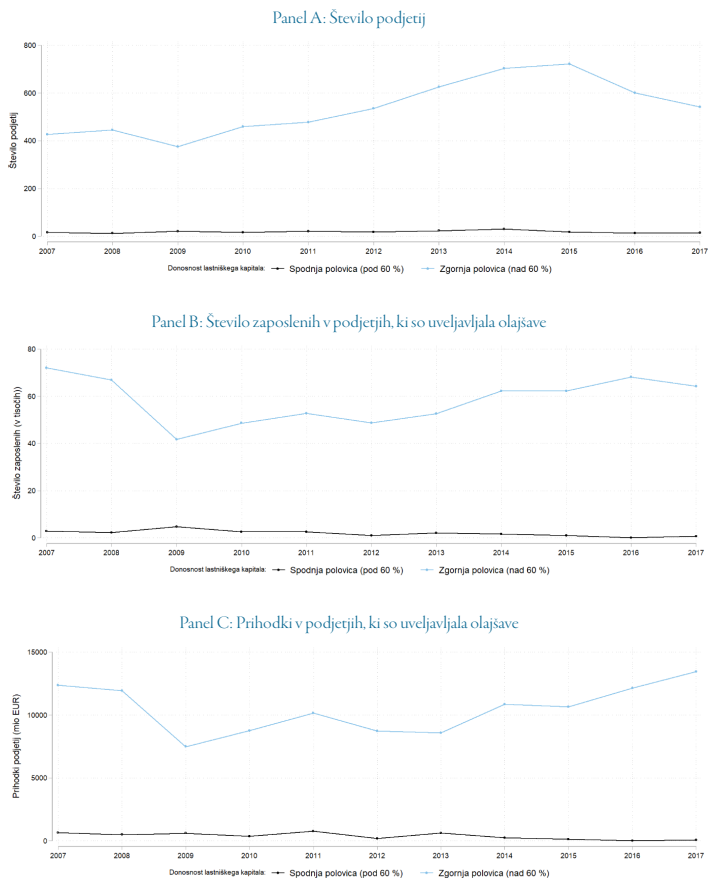 Panel A: Število podjetij
800
600
400
200
0
Število podjetij
2007 2008 2009 2010 2011 2012 2013 2014 2015 2016 2017
Donosnost lastniškega kapitala: Spodnja polovica (pod 60 %) Zgornja polovica (nad 60 %)
Panel B: Število zaposlenih v podjetjih, ki so uveljavljala olajšave
80
60
40
20
0
Število zaposlenih (v tisočih))
2007 2008 2009 2010 2011 2012 2013 2014 2015 2016 2017
Donosnost lastniškega kapitala: Spodnja polovica (pod 60 %) Zgornja polovica (nad 60 %)
Panel C: Prihodki v podjetjih, ki so uveljavljala olajšave
15000
10000
5000
0
Prihodki podjetij (mio EUR)
2007 2008 2009 2010 2011 2012 2013 2014 2015 2016 2017
Donosnost lastniškega kapitala: Spodnja polovica (pod 60 %) Zgornja polovica (nad 60 %)